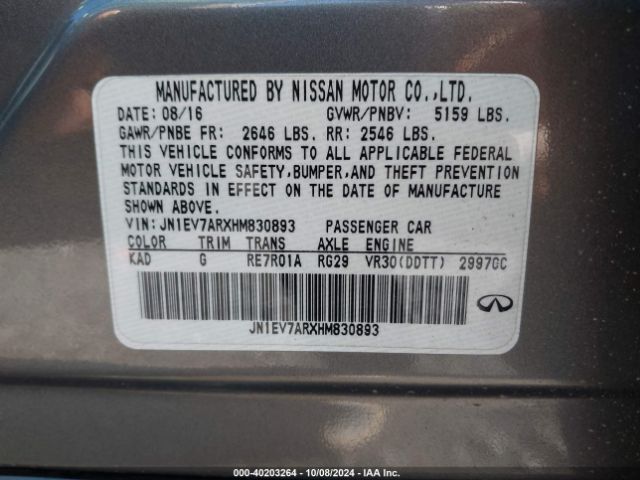 MANUFACTURED BY NISSAN MOTOR CO.,LTD.
DATE: 08/16 GVWR/PNBV: 5159 LBS.
GAWR/PNBE FR: 2646 LBS. RR: 2546 LBS.
THIS VEHICLE CONFORMS TO ALL APPLICABLE FEDERAL
MOTOR VEHICLE SAFETY,BUMPER,AND THEFT PREVENTION
STANDARDS IN EFFECT ON THE DATE OF MANUFACTURE
SHOWN ABOVE.
VIN: JN1EV7ARXHM830893 PASSENGER CAR
COLOR TRIM TRANS AXLE ENGINE
KAD G RE7R01A RG29 VR30(DDTT) 2997CC
JN1EV7ARXHM830893
000-40203264 - 10/08/2024 - IAA Inc.